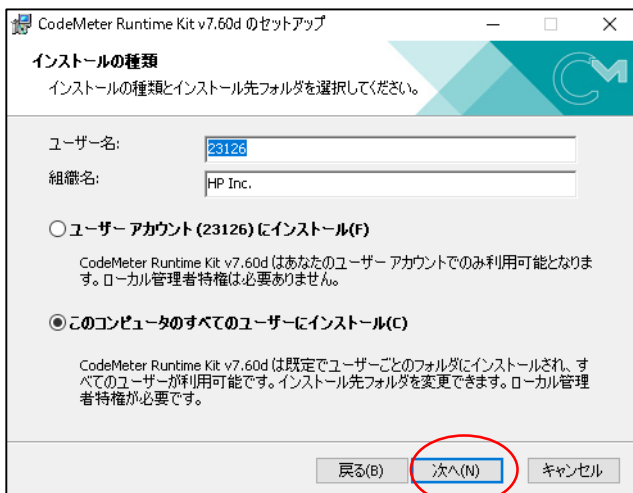 CodeMeter Runtime Kit v7.60d のセットアップ
インストールの種類
インストールの種類とインストール先フォルダを選択してください。
ユーザー名:
23126
組織名:
HP Inc.
ユーザー アカウント (23126) にインストール(F)
CodeMeter Runtime Kit v7.60d はあなたのユーザー アカウントでのみ利用可能となりま
す。ローカル管理者特権は必要ありません。
このコンピュータのすべてのユーザーにインストール(C)
CodeMeter Runtime Kit v7.60d は既定でユーザーごとのフォルダにインストールされ、す
べてのユーザーが利用可能です。インストール先フォルダを変更できます。ローカル管理
者特権が必要です。
戻る(B)
次へ(N)
キャンセル